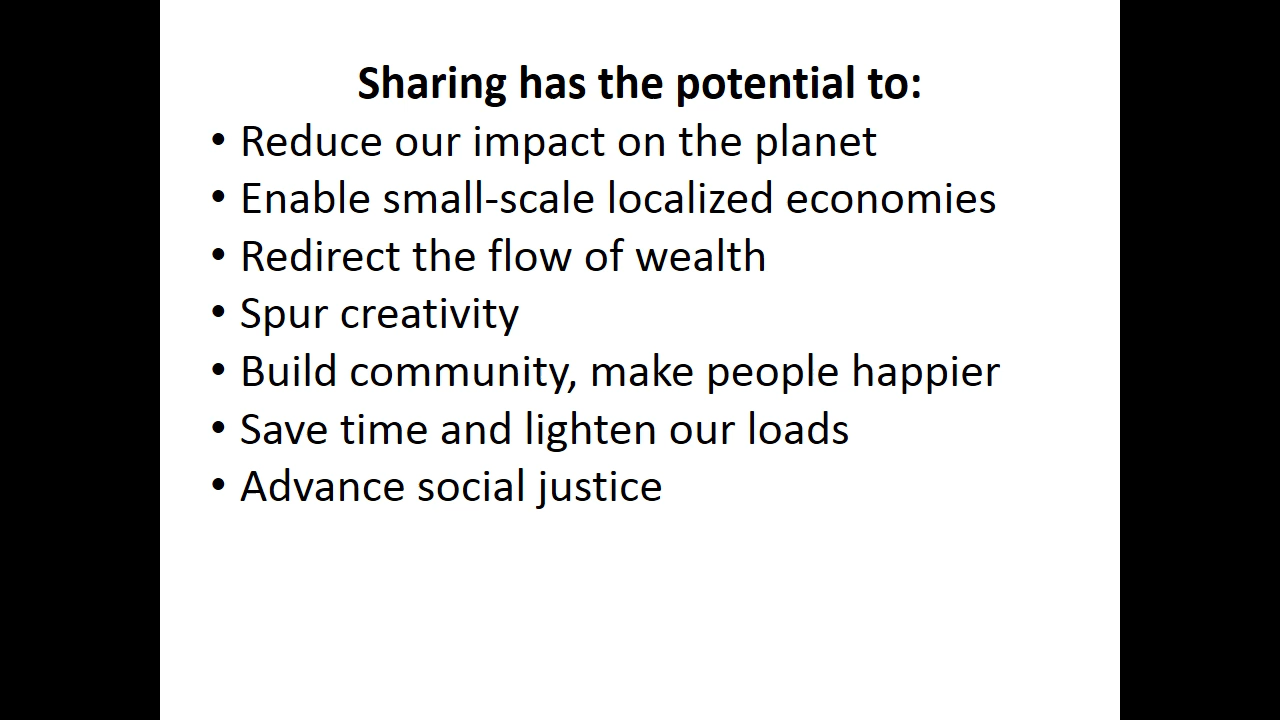 Sharing has the potential to:
• Reduce our impact on the planet
• Enable small-scale localized economies
• Redirect the flow of wealth
• Spur creativity
• Build community, make people happier
• Save time and lighten our loads
• Advance social justice